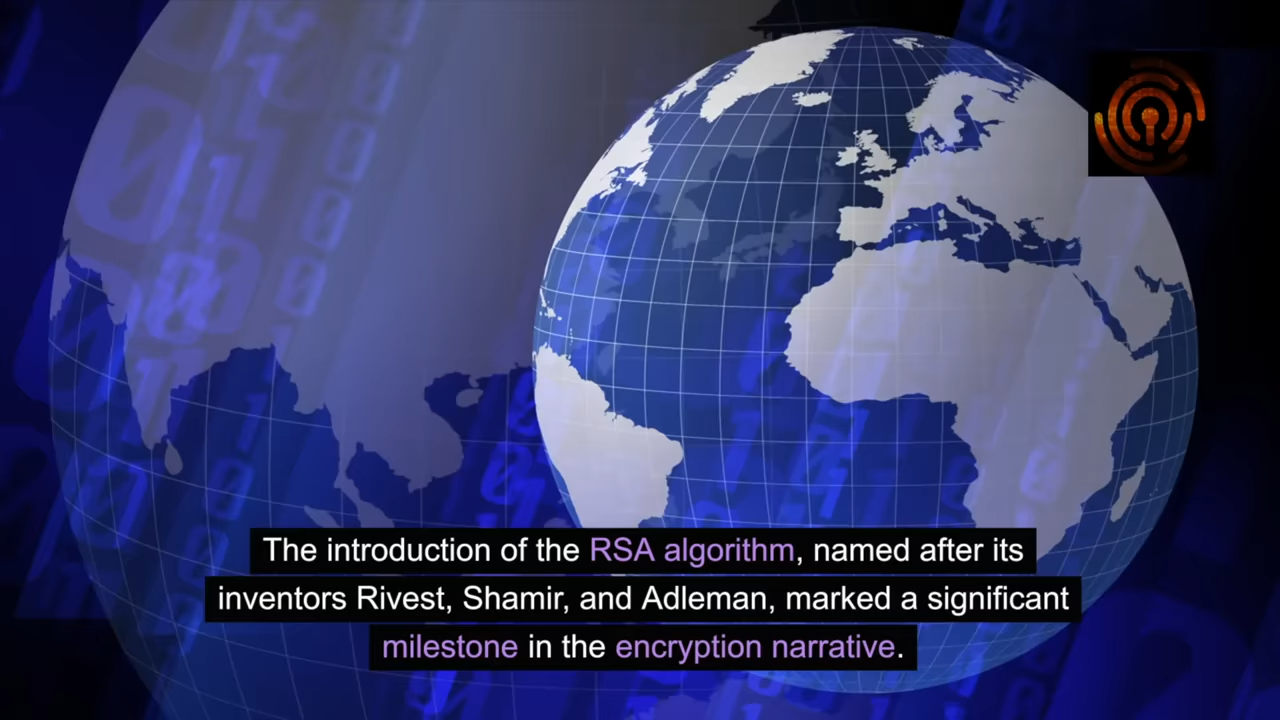 The introduction of the RSA algorithm, named after its
inventors Rivest, Shamir, and Adleman, marked a significant
milestone in the encryption narrative.